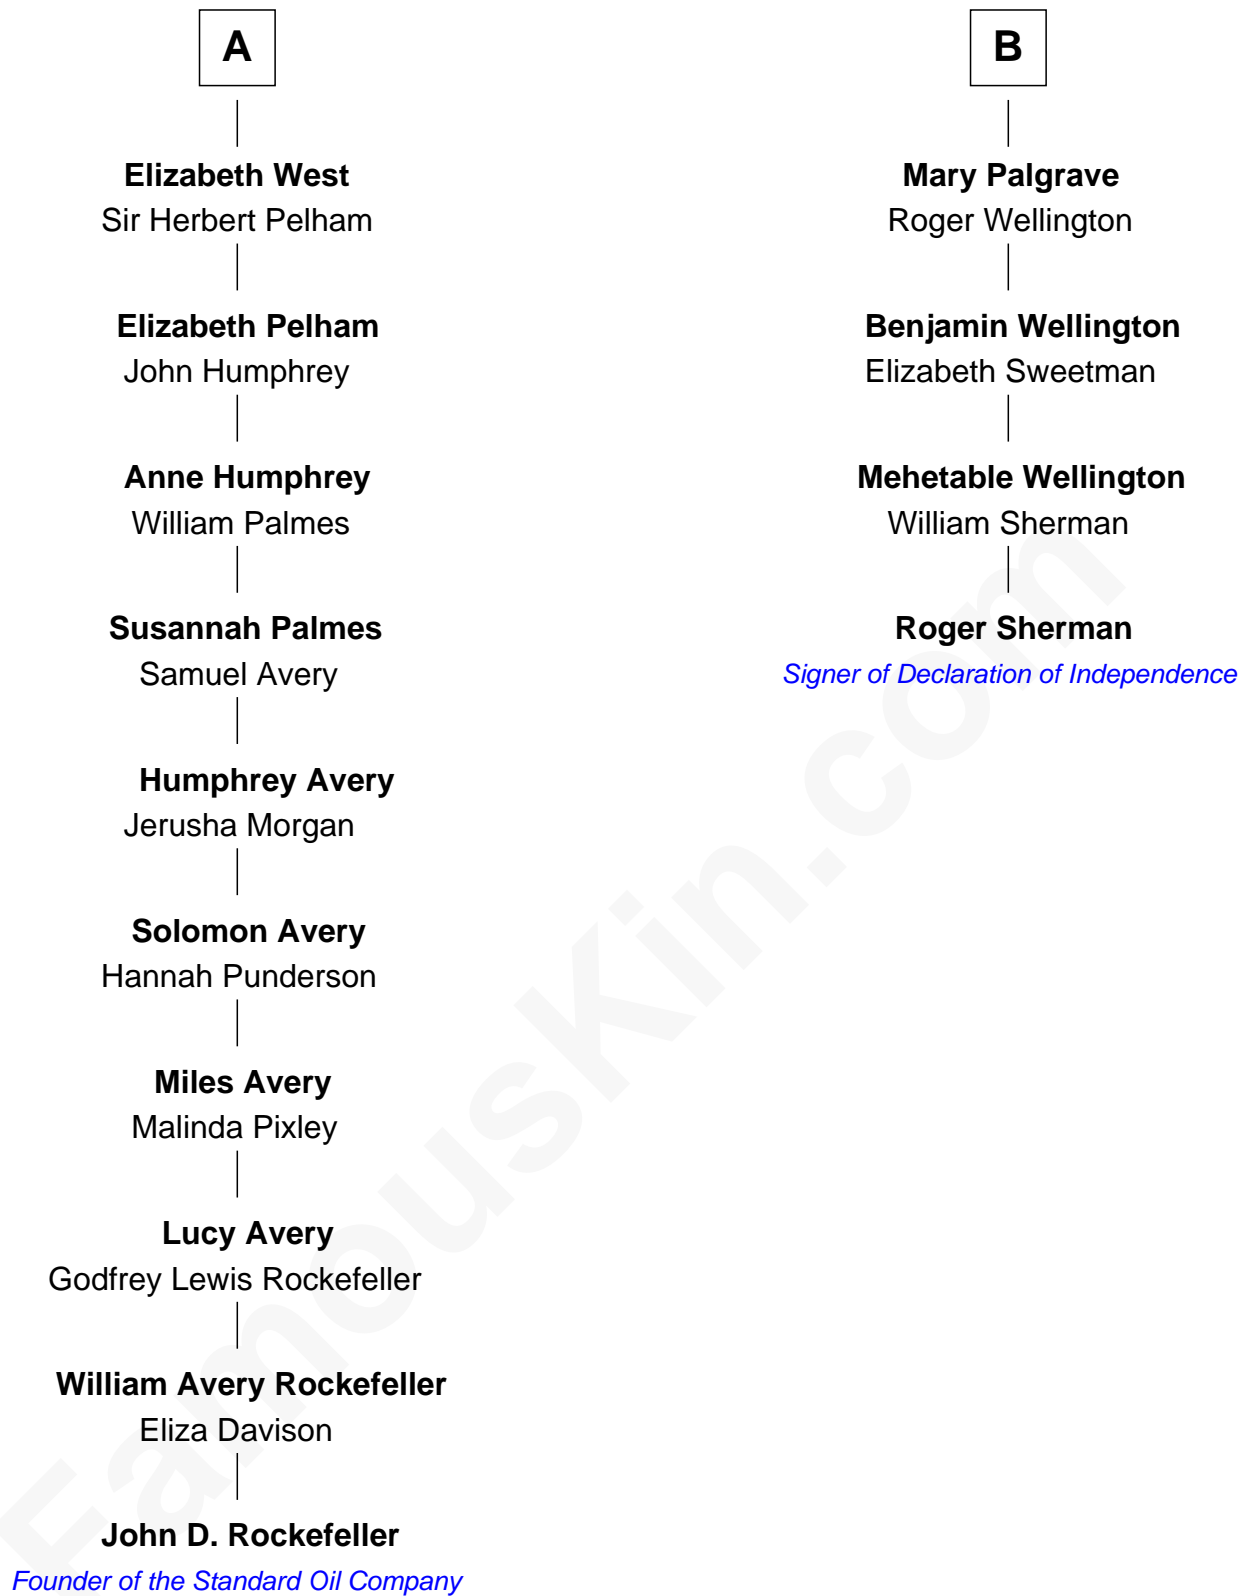 A
Elizabeth West
Sir Herbert Pelham
Elizabeth Pelham
John Humphrey
Anne Humphrey
William Palmes
Susannah Palmes
Samuel Avery
Humphrey Avery
Jerusha Morgan
Solomon Avery
Hannah Punderson
Miles Avery
Malinda Pixley
Lucy Avery
Godfrey Lewis Rockefeller
William Avery Rockefeller
Eliza Davison
John D. Rockefeller
Founder of the Standard Oil Company
B
Mary Palgrave
Roger Wellington
Benjamin Wellington
Elizabeth Sweetman
Mehetable Wellington
William Sherman
Roger Sherman
Signer of Declaration of Independence
FamousKin.com